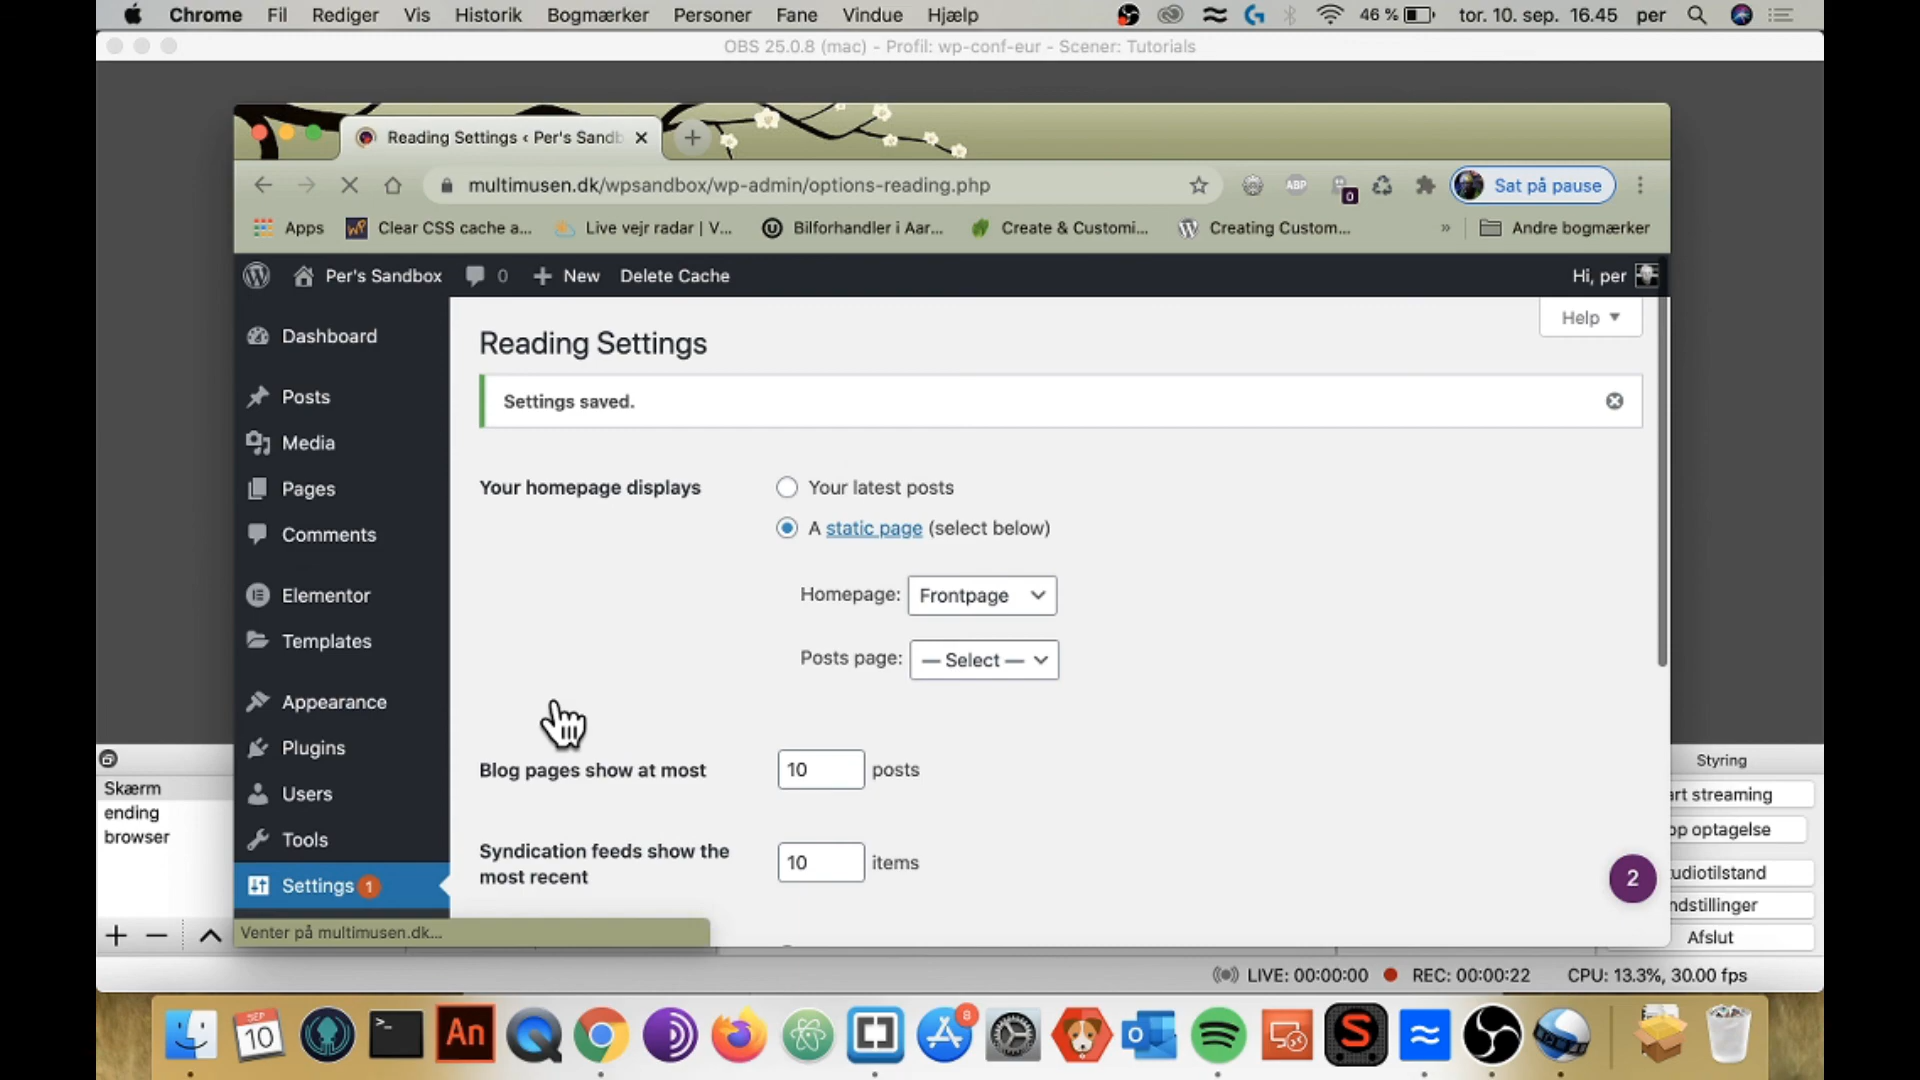 Chrome Fil Rediger Vis Historik Bogmærker Personer Fane Vindue Hjælp 46 % tor. 10. sep. 16.45 per
OBS 25.0.8 (mac) - Profil: wp-conf-eur - Scener: Tutorials
Reading Settings ‹ Per's Sandb
multimusen.dk/wpsandbox/wp-admin/options-reading.php ABP 0 Sat på pause
Apps Clear CSS cache a... Live vejr radar | V... Bilforhandler i Aar... Create & Customi... Creating Custom... » Andre bogmærker
Per's Sandbox 0 + New Delete Cache Hi, per
Help
Dashboard
Posts
Media
Pages
Comments
Elementor
Templates
Appearance
Plugins
Users
Tools
Settings 1
Reading Settings
Settings saved.
Your homepage displays
Your latest posts
A static page (select below)
Homepage: Frontpage
Posts page: — Select —
Blog pages show at most 10 posts
Syndication feeds show the
most recent 10 items
2
Venter på multimusen.dk...
Skærm
ending
browser
Styring
art streaming
op optagelse
udiotilstand
ndstillinger
Afslut
LIVE: 00:00:00 REC: 00:00:22 CPU: 13.3%, 30.00 fps
SEP
10
An
8
S